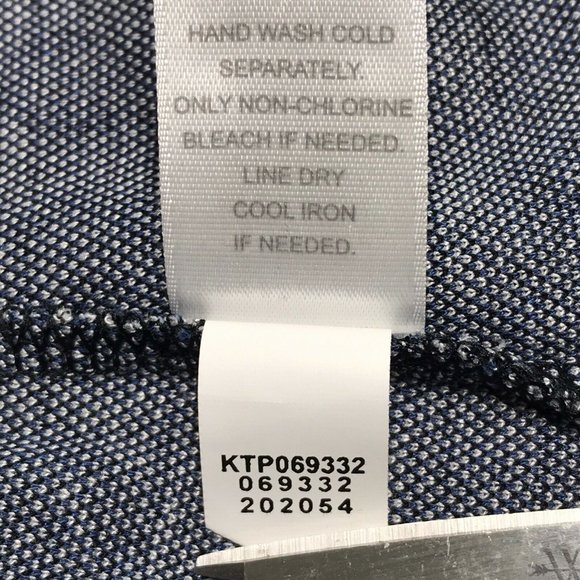 HAND WASH COLD
SEPARATELY.
ONLY NON-CHLORINE
BLEACH IF NEEDED.
LINE DRY
COOL IRON
IF NEEDED.
KTP069332
069332
202054